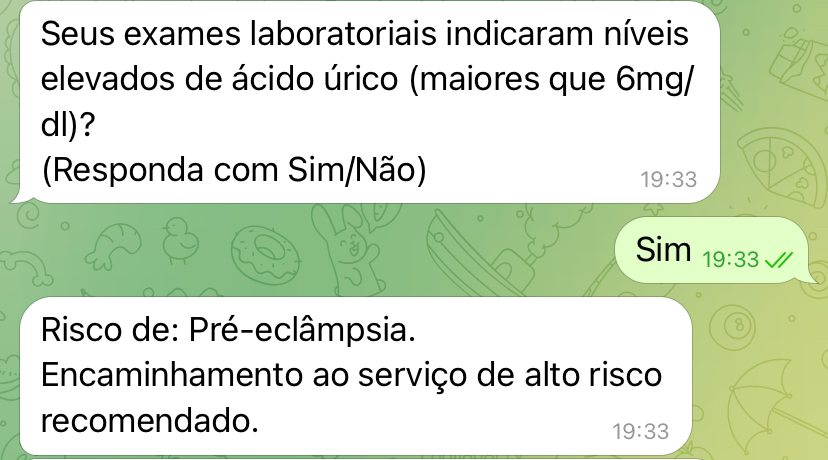 Seus exames laboratoriais indicaram níveis
elevados de ácido úrico (maiores que 6mg/
dl)?
(Responda com Sim/Não)
19:33
Sim 19:33
Risco de: Pré-eclâmpsia.
Encaminhamento ao serviço de alto risco
recomendado.
19:33